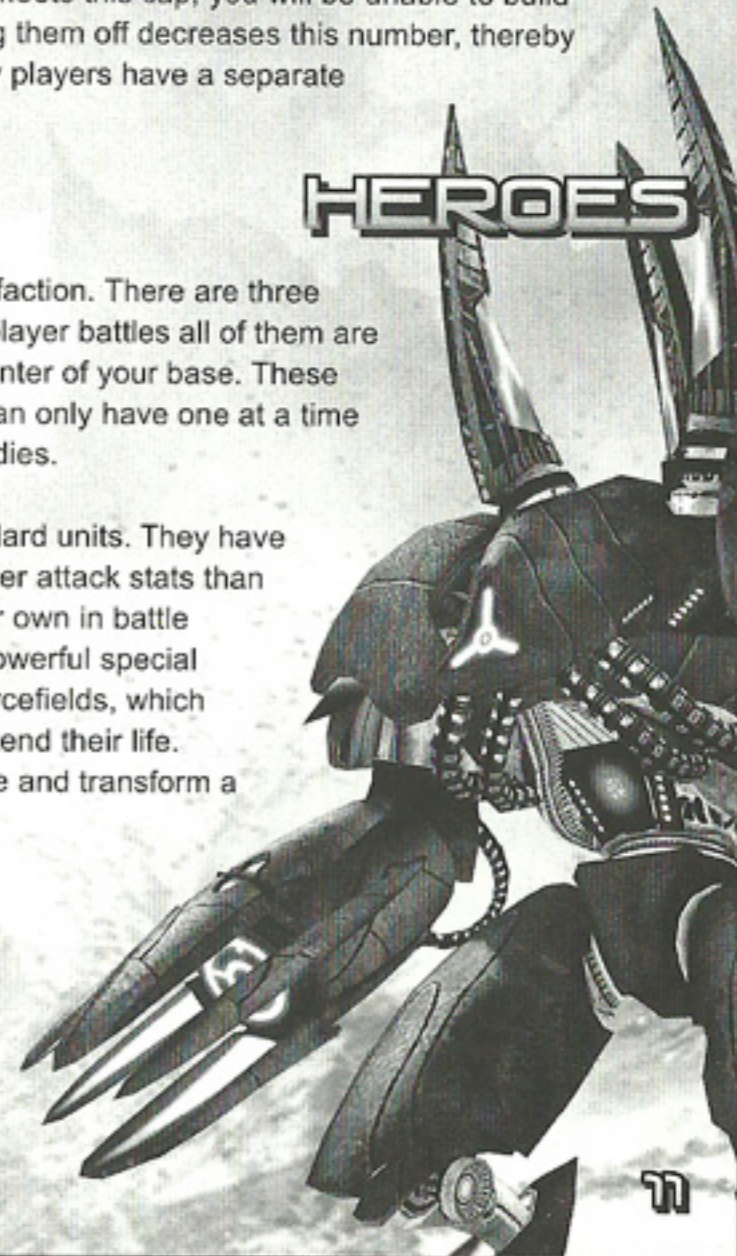 meets this cap, you will be unable to build
g them off decreases this number, thereby
players have a separate
HEROES
faction. There are three
player battles all of them are
nter of your base. These
an only have one at a time
dies.
dard units. They have
er attack stats than
r own in battle
owerful special
rcefields, which
end their life.
e and transform a
11